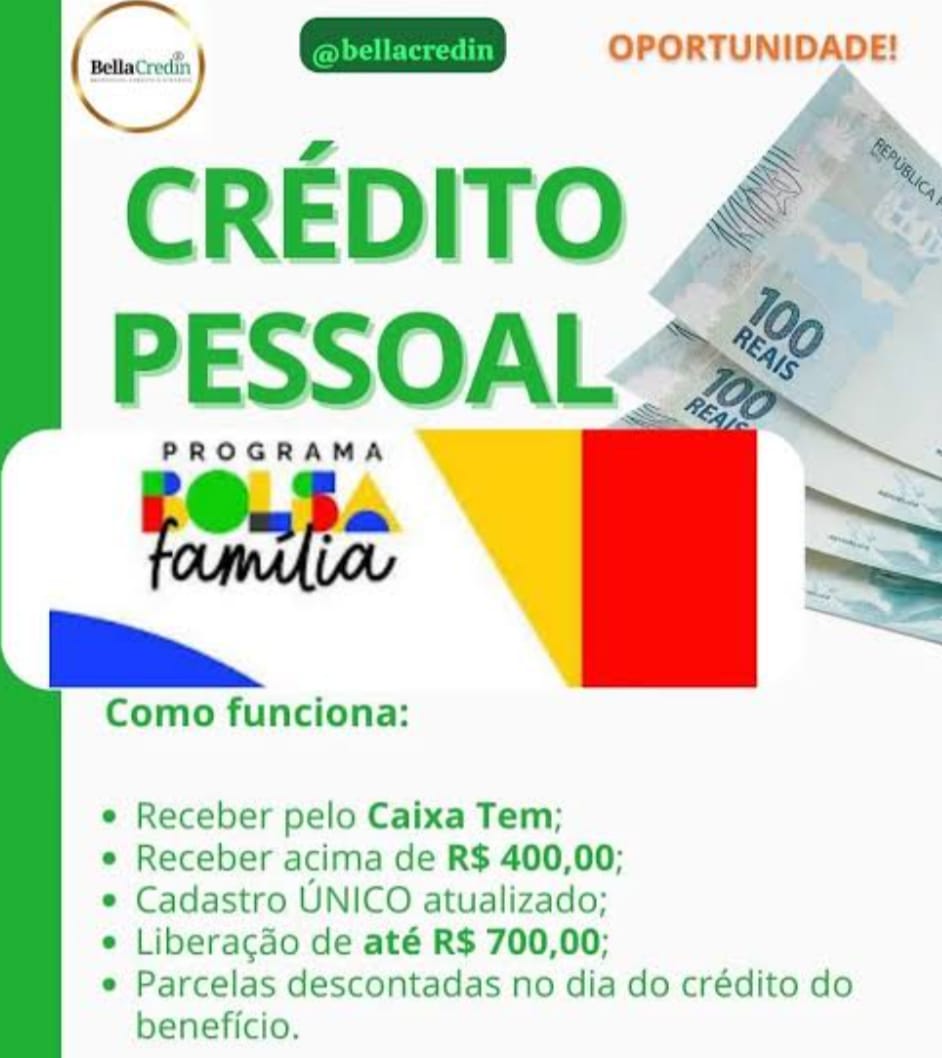 BellaCredin
@bellacredin
OPORTUNIDADE!
CRÉDITO
PESSOAL
REPÚBLICA
100
REAIS
100
REAIS
PROGRAMA
BOLSA
família
Como funciona:
• Receber pelo Caixa Tem;
• Receber acima de R$ 400,00;
• Cadastro ÚNICO atualizado;
• Liberação de até R$ 700,00;
• Parcelas descontadas no dia do crédito do
benefício.